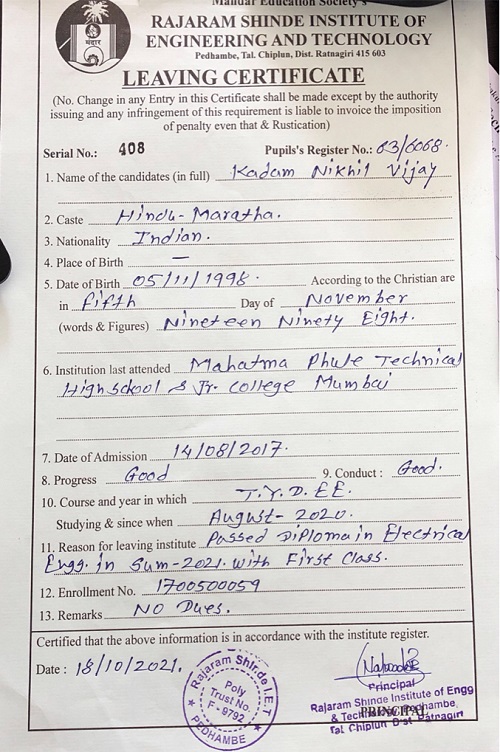 Mandar Education Society's
RAJARAM SHINDE INSTITUTE OF
ENGINEERING AND TECHNOLOGY
Pedhambe, Tal. Chiplun, Dist. Ratnagiri 415 603
मंदार
LEAVING CERTIFICATE
(No. Change in any Entry in this Certificate shall be made except by the authority
issuing and any infringement of this requirement is liable to invoice the imposition
of penalty even that & Rustication)
Serial No.: 408 Pupils's Register No.: 03/6068.
1. Name of the candidates (in full) Kadam Nikhil Vijay
2. Caste Hindu-Maratha.
3. Nationality Indian.
4. Place of Birth —
5. Date of Birth 05/11/1998. According to the Christian are
in Fifth Day of November
(words & Figures) Nineteen Ninety Eight.
6. Institution last attended Mahatma Phule Technical
High school & Jr. College Mumbai
7. Date of Admission 14/08/2017.
8. Progress Good 9. Conduct : Good.
10. Course and year in which T.Y.D.EE.
Studying & since when August-2020.
11. Reason for leaving institute Passed Diploma in Electrical
Engg. in Sum-2021. with First Class.
12. Enrollment No. 1700500059
13. Remarks NO Dues.
Certified that the above information is in accordance with the institute register.
Date : 18/10/2021.
Rajaram Shinde I.E.T
Poly
Trust No.
F-9792
PEDHAMBE
Principal
Rajaram Shinde Institute of Engg
& Technology Pedhambe,
PRINCIPAL
Tal. Chiplun Dist Ratnagiri